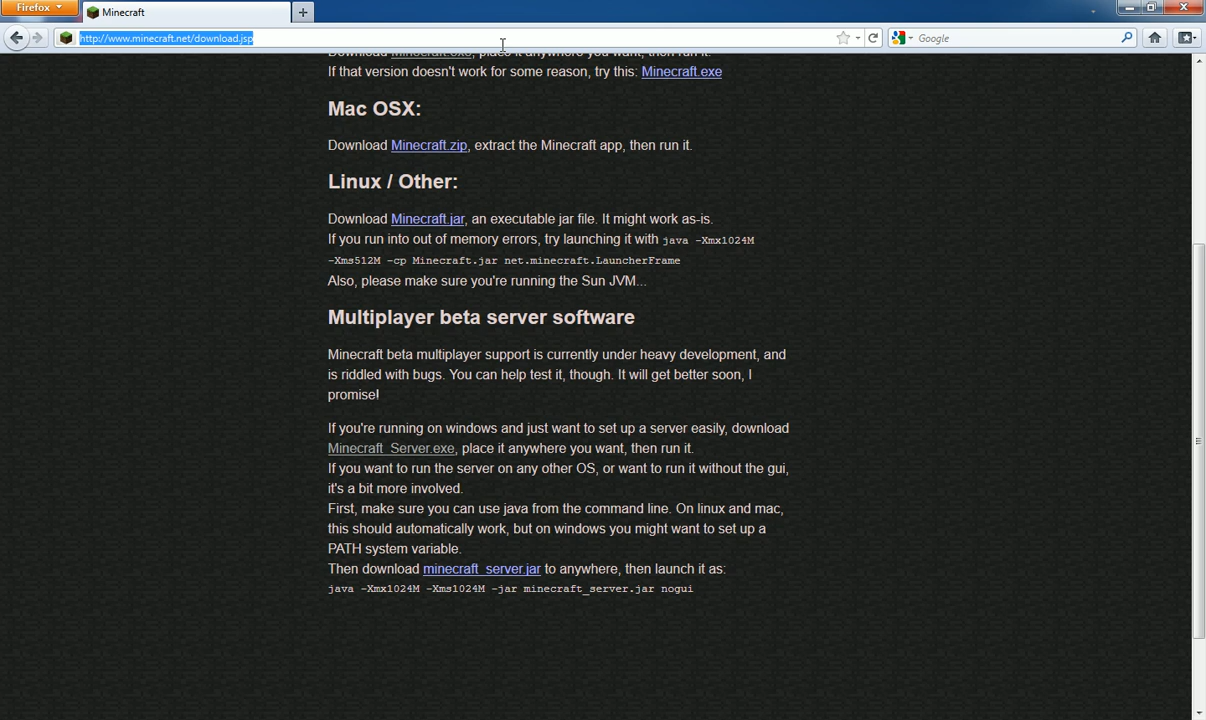 Firefox
Minecraft
http://www.minecraft.net/download.jsp
Google
Download Minecraft.exe, place it anywhere you want, then run it.
If that version doesn't work for some reason, try this: Minecraft.exe
Mac OSX:
Download Minecraft.zip, extract the Minecraft app, then run it.
Linux / Other:
Download Minecraft.jar, an executable jar file. It might work as-is.
If you run into out of memory errors, try launching it with java -Xmx1024M
-Xms512M -cp Minecraft.jar net.minecraft.LauncherFrame
Also, please make sure you're running the Sun JVM...
Multiplayer beta server software
Minecraft beta multiplayer support is currently under heavy development, and
is riddled with bugs. You can help test it, though. It will get better soon, I
promise!
If you're running on windows and just want to set up a server easily, download
Minecraft_Server.exe, place it anywhere you want, then run it.
If you want to run the server on any other OS, or want to run it without the gui,
it's a bit more involved.
First, make sure you can use java from the command line. On linux and mac,
this should automatically work, but on windows you might want to set up a
PATH system variable.
Then download minecraft_server.jar to anywhere, then launch it as:
java -Xmx1024M -Xms1024M -jar minecraft_server.jar nogui